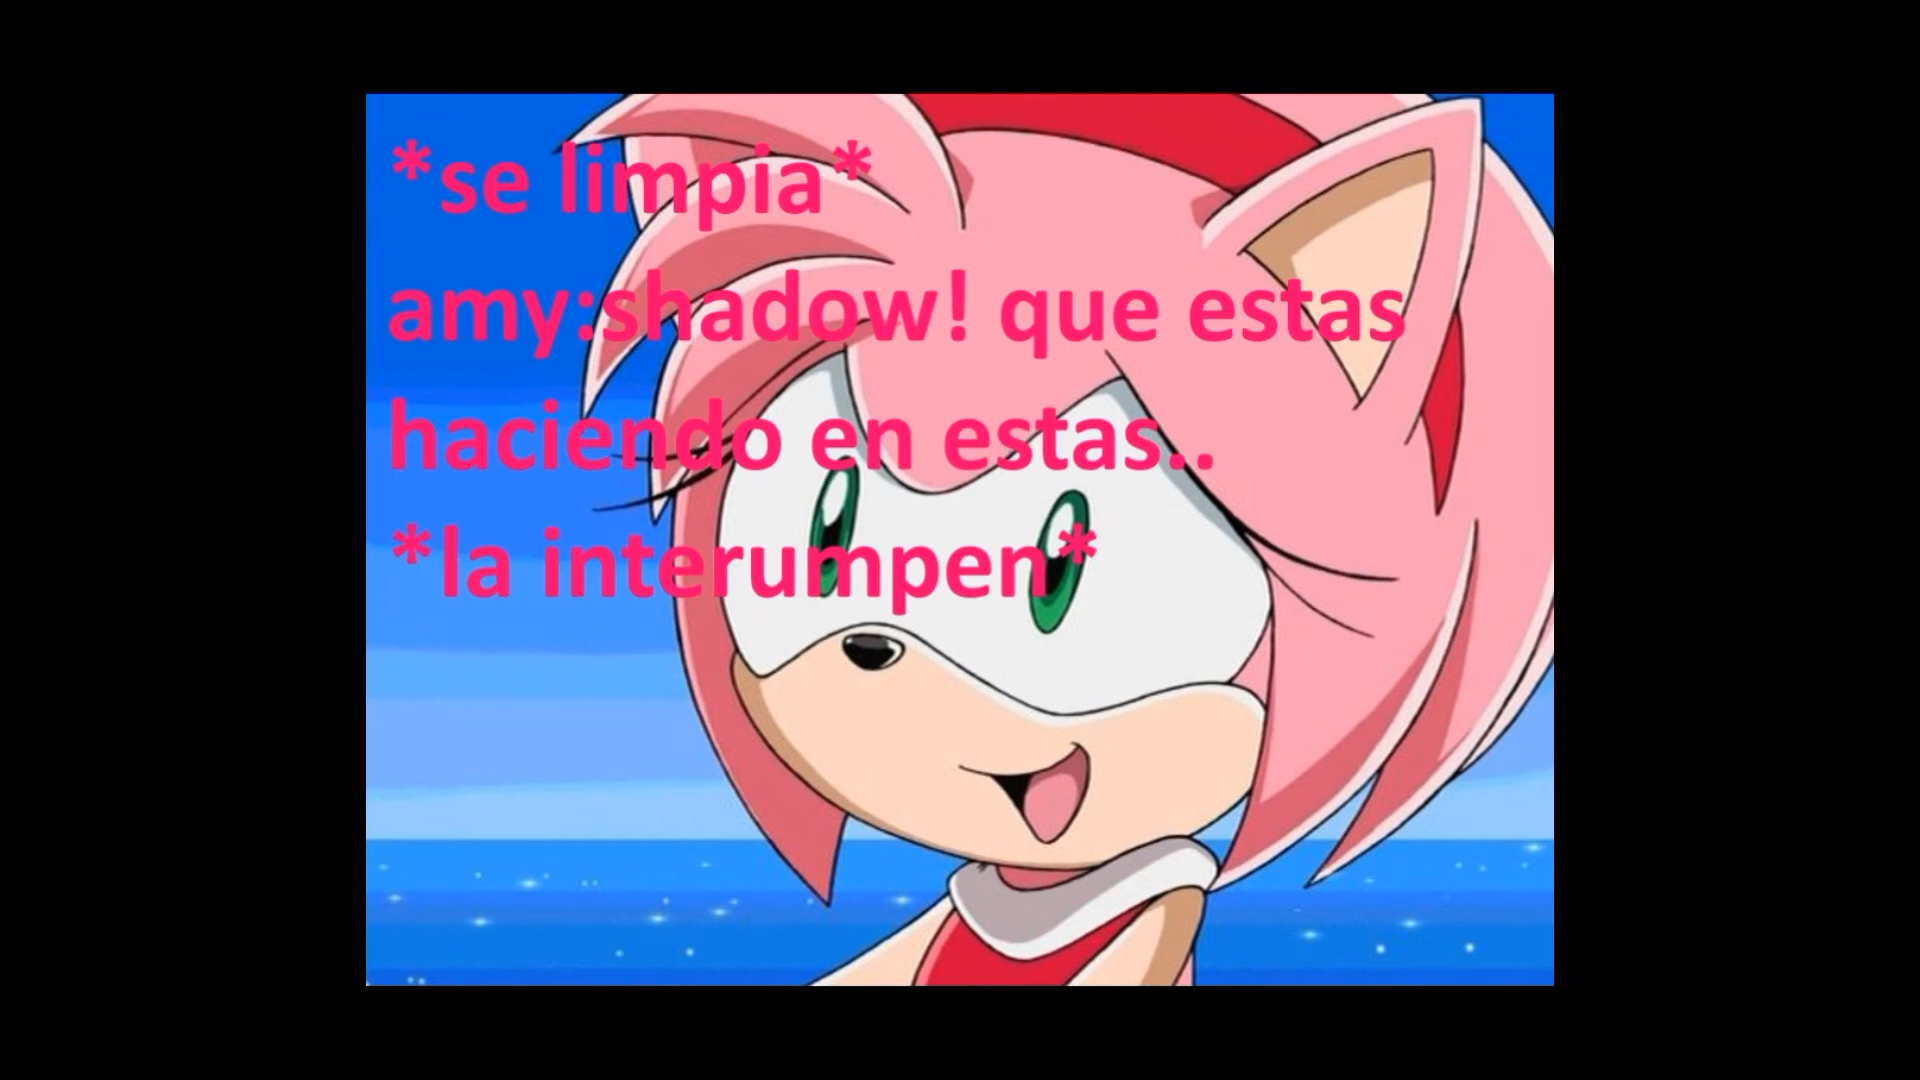 *se limpia*
amy:shadow! que estas
haciendo en estas..
*la interumpen*